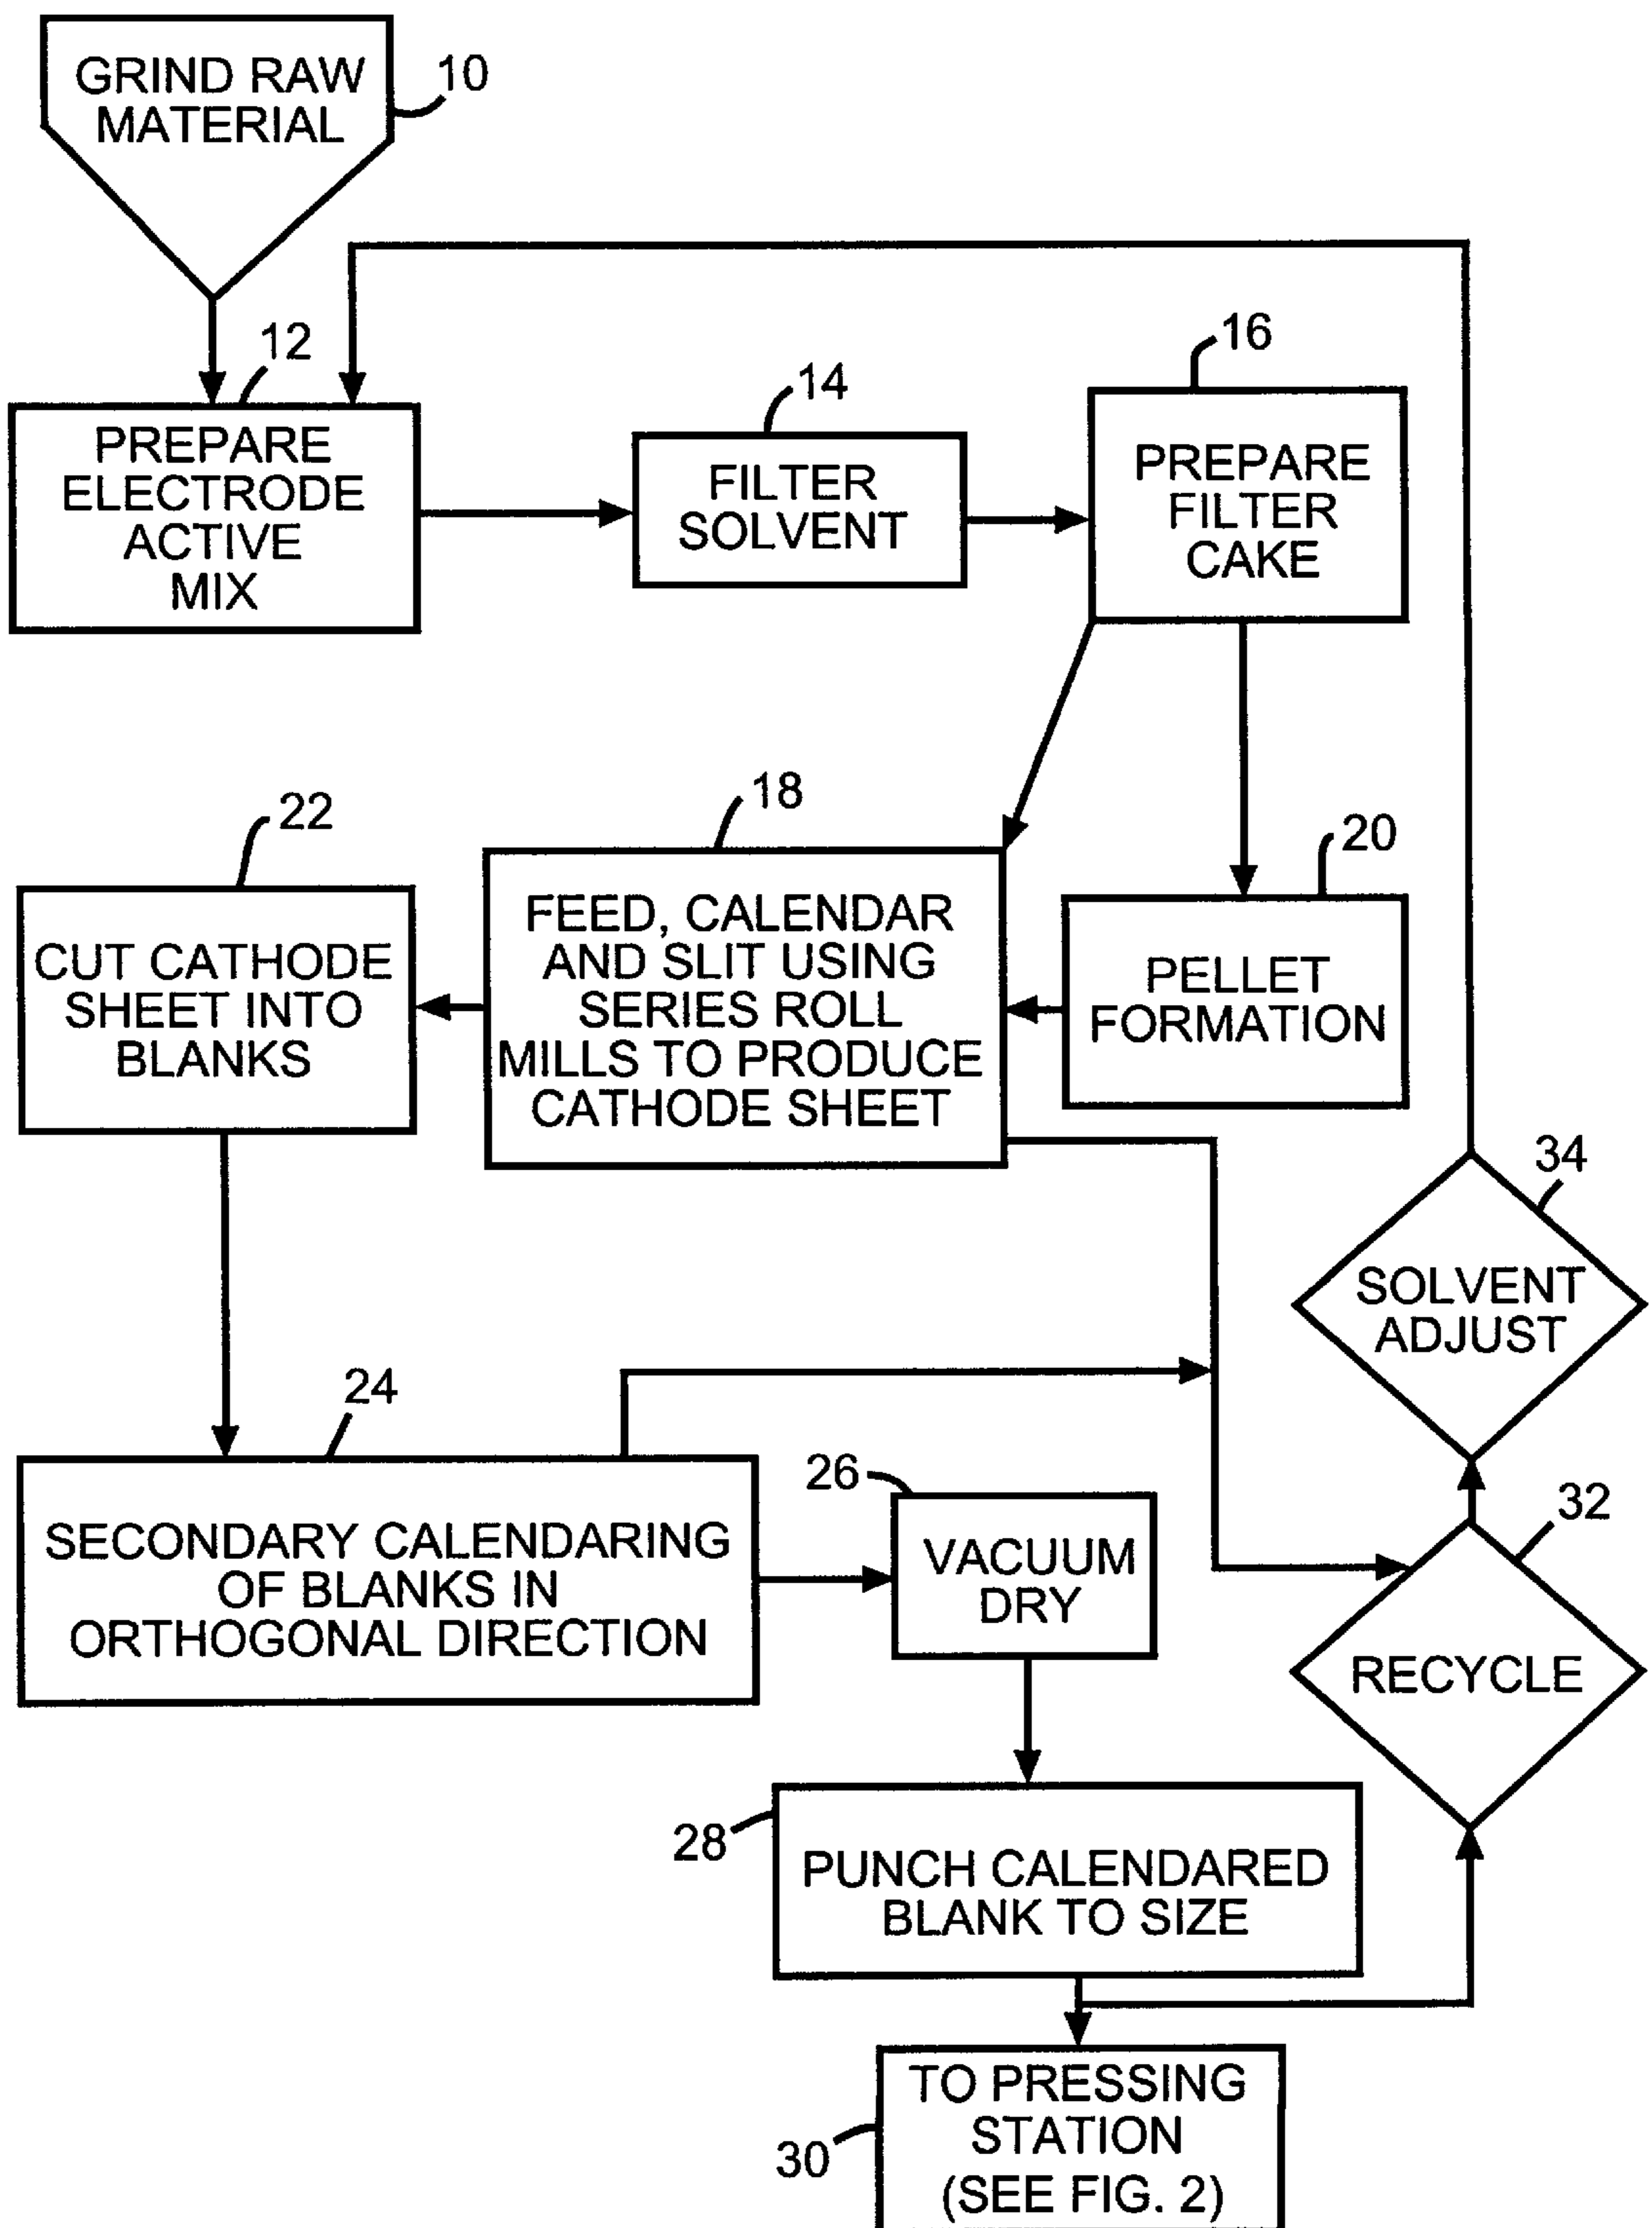 GRIND RAW
MATERIAL
10
12
PREPARE
ELECTRODE
ACTIVE
MIX
14
FILTER
SOLVENT
16
PREPARE
FILTER
CAKE
18
FEED, CALENDAR
AND SLIT USING
SERIES ROLL
MILLS TO PRODUCE
CATHODE SHEET
20
PELLET
FORMATION
22
CUT CATHODE
SHEET INTO
BLANKS
24
SECONDARY CALENDARING
OF BLANKS IN
ORTHOGONAL DIRECTION
26
VACUUM
DRY
28
PUNCH CALENDARED
BLANK TO SIZE
30
TO PRESSING
STATION
(SEE FIG. 2)
32
RECYCLE
34
SOLVENT
ADJUST